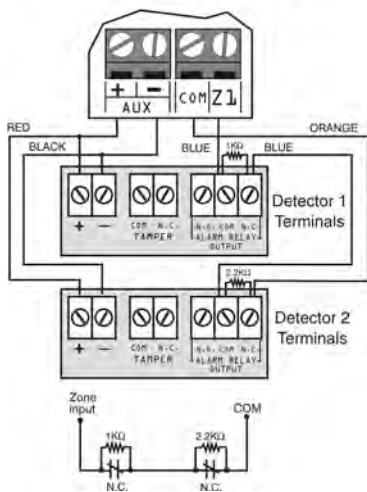 + - COM Z1
AUX
RED
ORANGE
BLACK
BLUE
1KΩ
BLUE
Detector 1
Terminals
+ - COM N.C. N.O. COM N.C.
TAMPER ALARM RELAY
OUTPUT
2.2KΩ
Detector 2
Terminals
+ - COM N.C. N.O. COM N.C.
TAMPER ALARM RELAY
OUTPUT
Zone
input
COM
1KΩ
2.2KΩ
N.C.
N.C.